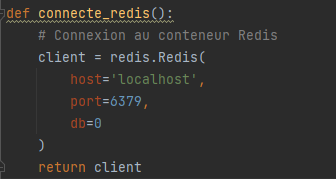 def connecte_redis():
    # Connexion au conteneur Redis
    client = redis.Redis(
        host='localhost',
        port=6379,
        db=0
    )
    return client